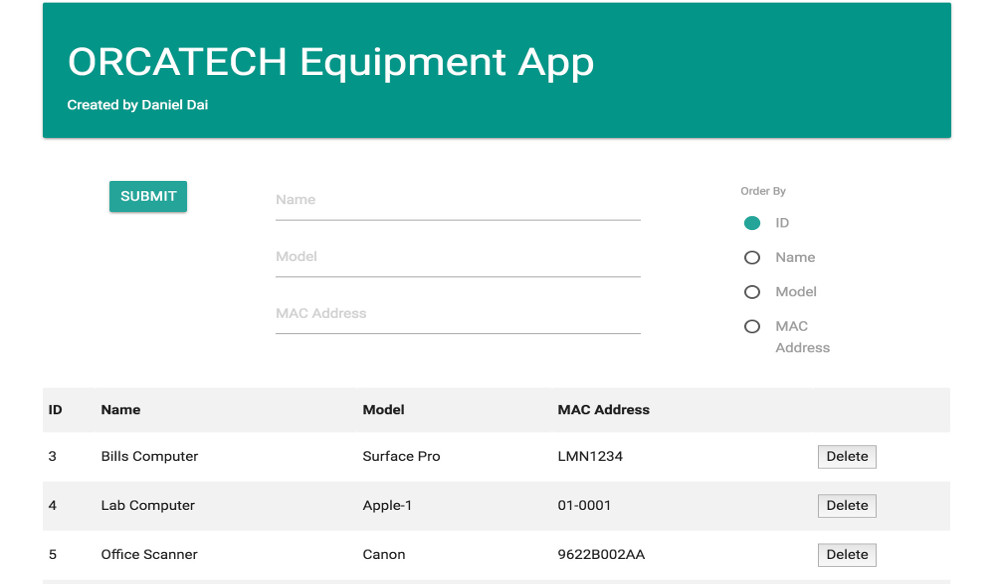 ORCATECH Equipment App
Created by Daniel Dai
SUBMIT
Name
Model
MAC Address
Order By
ID
Name
Model
MAC
Address
ID Name Model MAC Address
3 Bills Computer Surface Pro LMN1234 Delete
4 Lab Computer Apple-1 01-0001 Delete
5 Office Scanner Canon 9622B002AA Delete